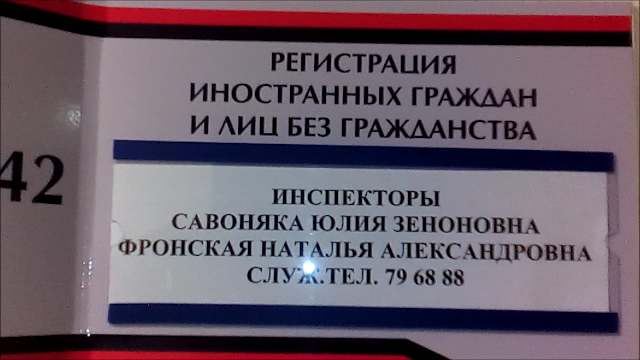 РЕГИСТРАЦИЯ
ИНОСТРАННЫХ ГРАЖДАН
И ЛИЦ БЕЗ ГРАЖДАНСТВА
42
ИНСПЕКТОРЫ
САВОНЯКА ЮЛИЯ ЗЕНОНОВНА
ФРОНСКАЯ НАТАЛЬЯ АЛЕКСАНДРОВНА
СЛУЖ.ТЕЛ. 79 68 88